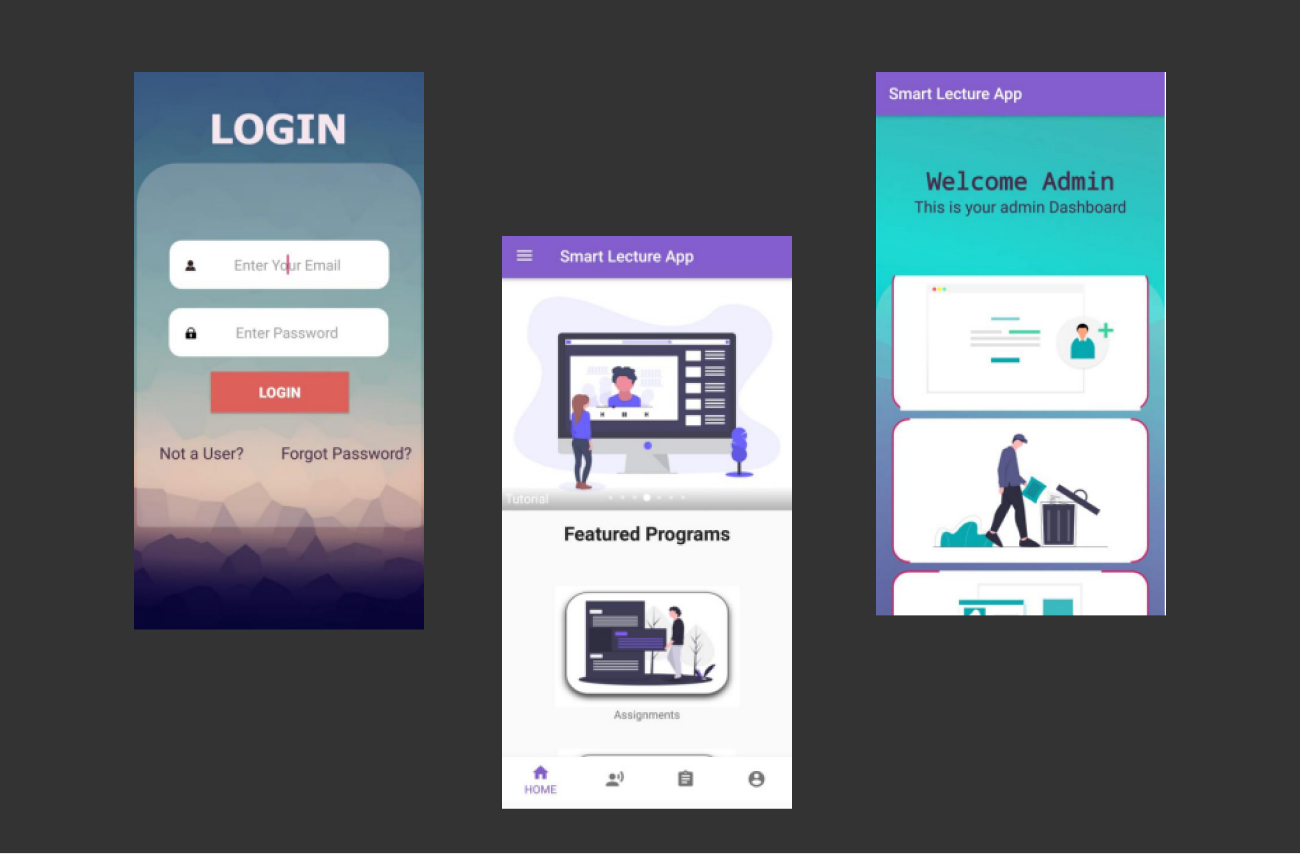 LOGIN
Enter Your Email
Enter Password
LOGIN
Not a User? Forgot Password?
Smart Lecture App
Tutorial
Featured Programs
Assignments
HOME
Smart Lecture App
Welcome Admin
This is your admin Dashboard